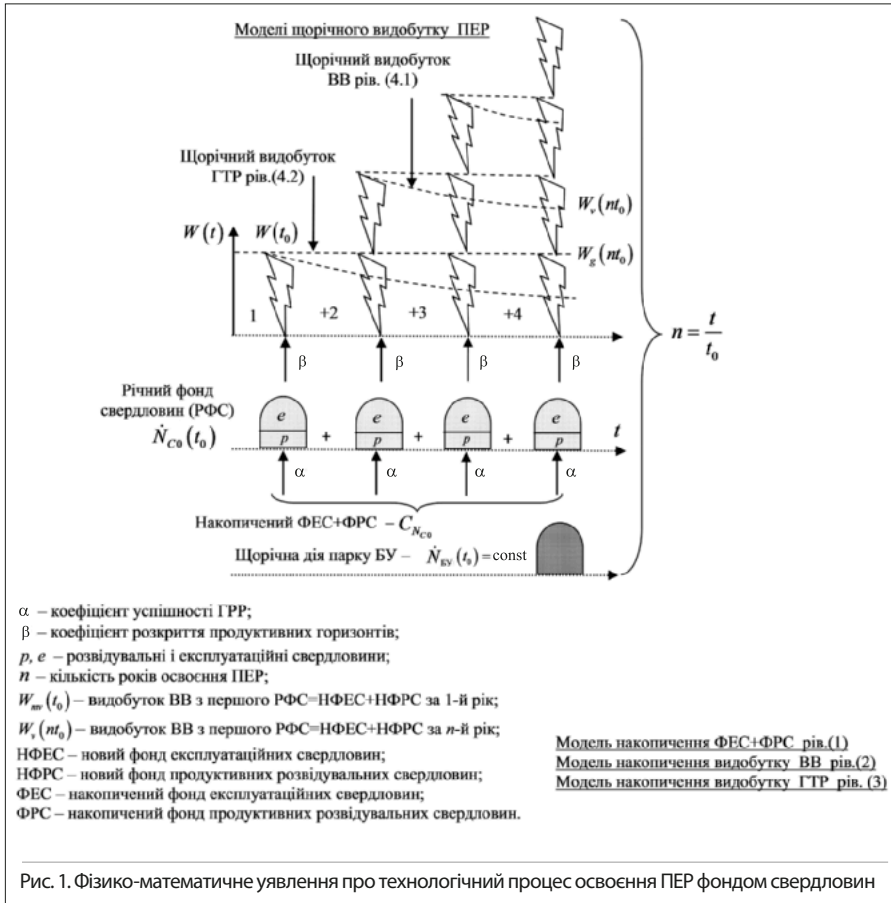 Моделі щорічного видобутку ПЕР
Щорічний видобуток
ВВ рів. (4.1)
Щорічний видобуток
ГТР рів.(4.2)
W(t) W(t₀)
Wᵥ(nt₀)
W_g(nt₀)
1 +2 +3 +4
n = t/t₀
β β β β
Річний фонд
свердловин (РФС)
Ṅ_C0(t₀)
e e e e
p + p + p + p t
α α α α
Накопичений ФЕС+ФРС – C_N_C0
Щорічна дія парку БУ – Ṅ_БУ(t₀)=const
α – коефіцієнт успішності ГРР;
β – коефіцієнт розкриття продуктивних горизонтів;
p, e – розвідувальні і експлуатаційні свердловини;
n – кількість років освоєння ПЕР;
W_nv(t₀) – видобуток ВВ з першого РФС=НФЕС+НФРС за 1-й рік;
Wᵥ(nt₀) – видобуток ВВ з першого РФС=НФЕС+НФРС за n-й рік;
НФЕС – новий фонд експлуатаційних свердловин;
НФРС – новий фонд продуктивних розвідувальних свердловин;
ФЕС – накопичений фонд експлуатаційних свердловин;
ФРС – накопичений фонд продуктивних розвідувальних свердловин.
Модель накопичення ФЕС+ФРС рів.(1)
Модель накопичення видобутку ВВ рів.(2)
Модель накопичення видобутку ГТР рів. (3)
Рис. 1. Фізико-математичне уявлення про технологічний процес освоєння ПЕР фондом свердловин